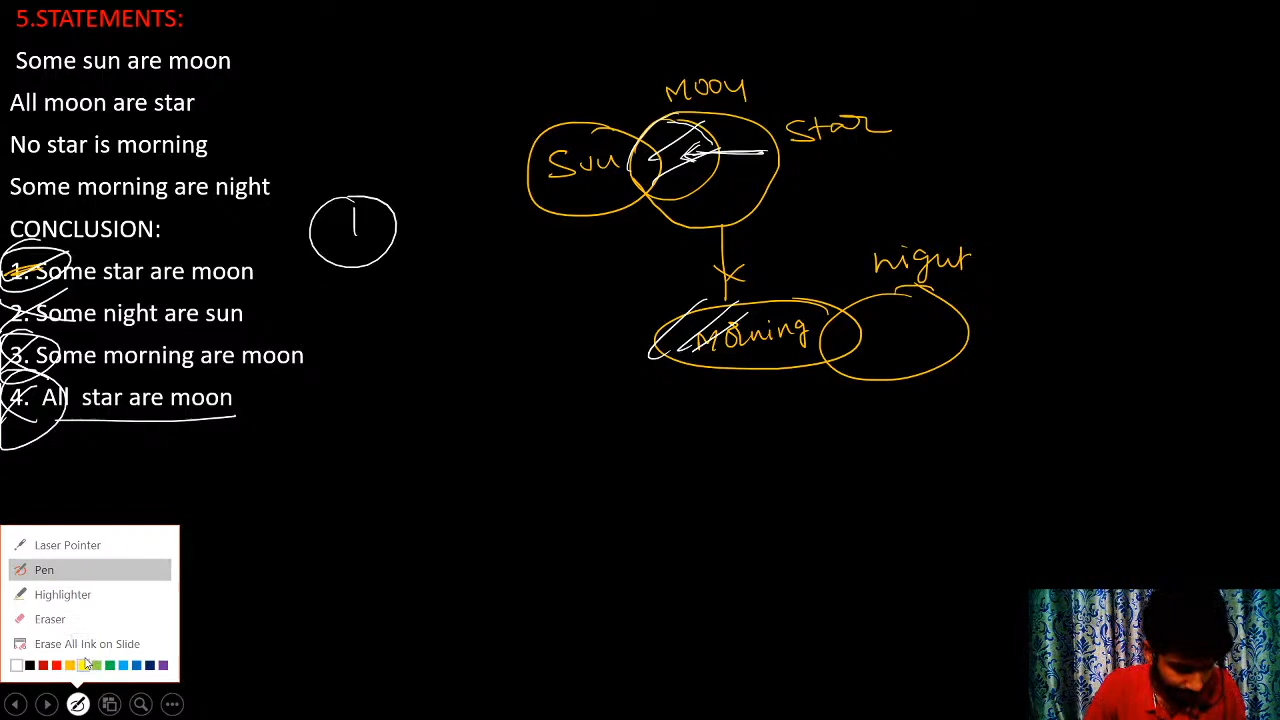 5.STATEMENTS:
Some sun are moon
All moon are star
No star is morning
Some morning are night
CONCLUSION:
1. Some star are moon
2. Some night are sun
3. Some morning are moon
4. All star are moon
1
Moon
Sun
Star
night
Morning
Laser Pointer
Pen
Highlighter
Eraser
Erase All Ink on Slide